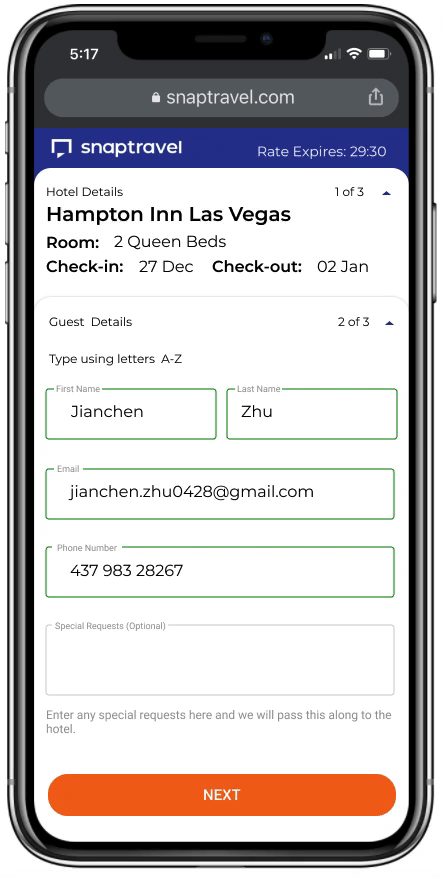 5:17
snaptravel.com
snaptravel
Rate Expires: 29:30
Hotel Details 1 of 3
Hampton Inn Las Vegas
Room: 2 Queen Beds
Check-in: 27 Dec Check-out: 02 Jan
Guest Details 2 of 3
Type using letters A-Z
First Name Last Name
Jianchen Zhu
Email
jianchen.zhu0428@gmail.com
Phone Number
437 983 28267
Special Requests (Optional)
Enter any special requests here and we will pass this along to the
hotel.
NEXT